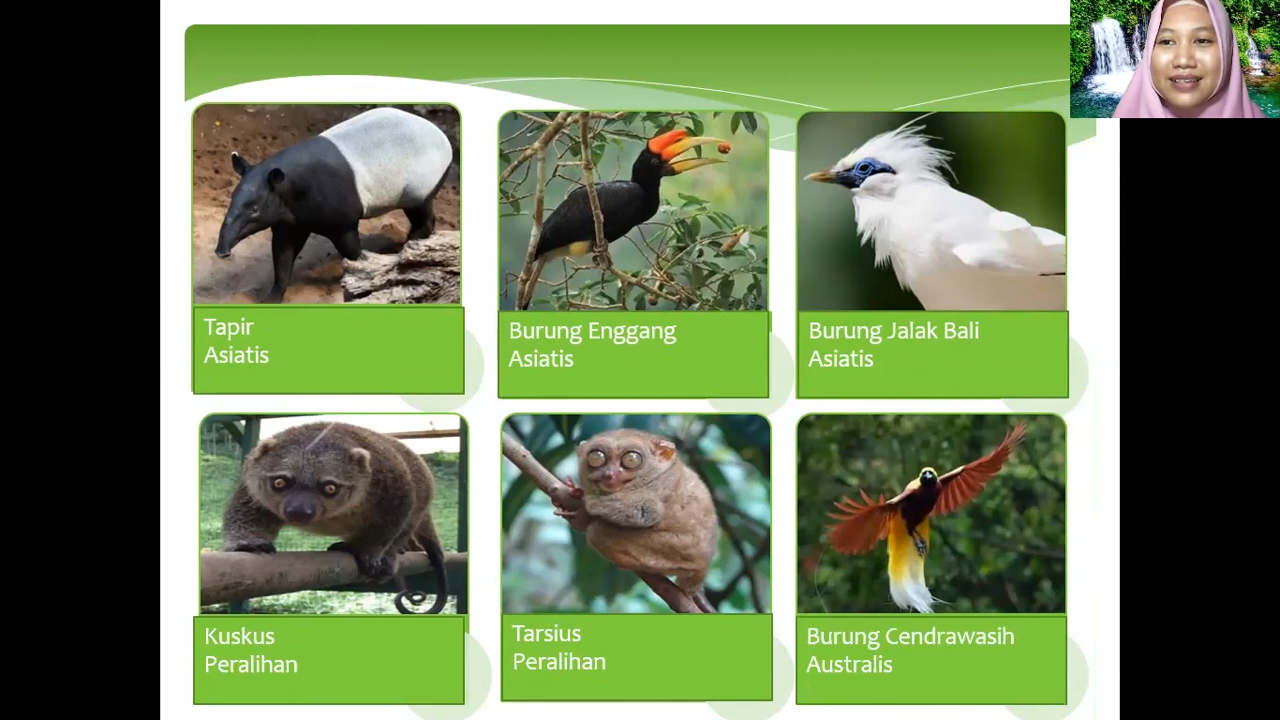 Tapir
Asiatis
Burung Enggang
Asiatis
Burung Jalak Bali
Asiatis
Kuskus
Peralihan
Tarsius
Peralihan
Burung Cendrawasih
Australis